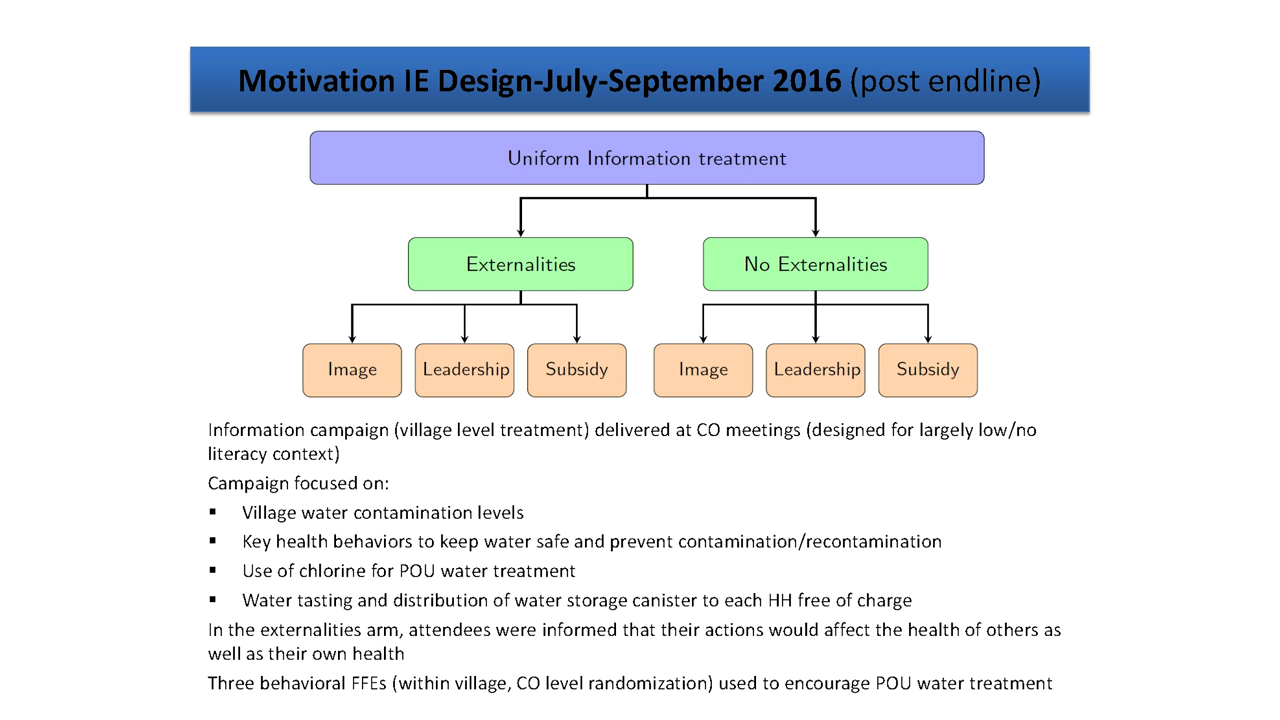 Motivation IE Design-July-September 2016 (post endline)
Uniform Information treatment
Externalities
No Externalities
Image
Leadership
Subsidy
Image
Leadership
Subsidy
Information campaign (village level treatment) delivered at CO meetings (designed for largely low/no
literacy context)
Campaign focused on:
▪ Village water contamination levels
▪ Key health behaviors to keep water safe and prevent contamination/recontamination
▪ Use of chlorine for POU water treatment
▪ Water tasting and distribution of water storage canister to each HH free of charge
In the externalities arm, attendees were informed that their actions would affect the health of others as
well as their own health
Three behavioral FFEs (within village, CO level randomization) used to encourage POU water treatment